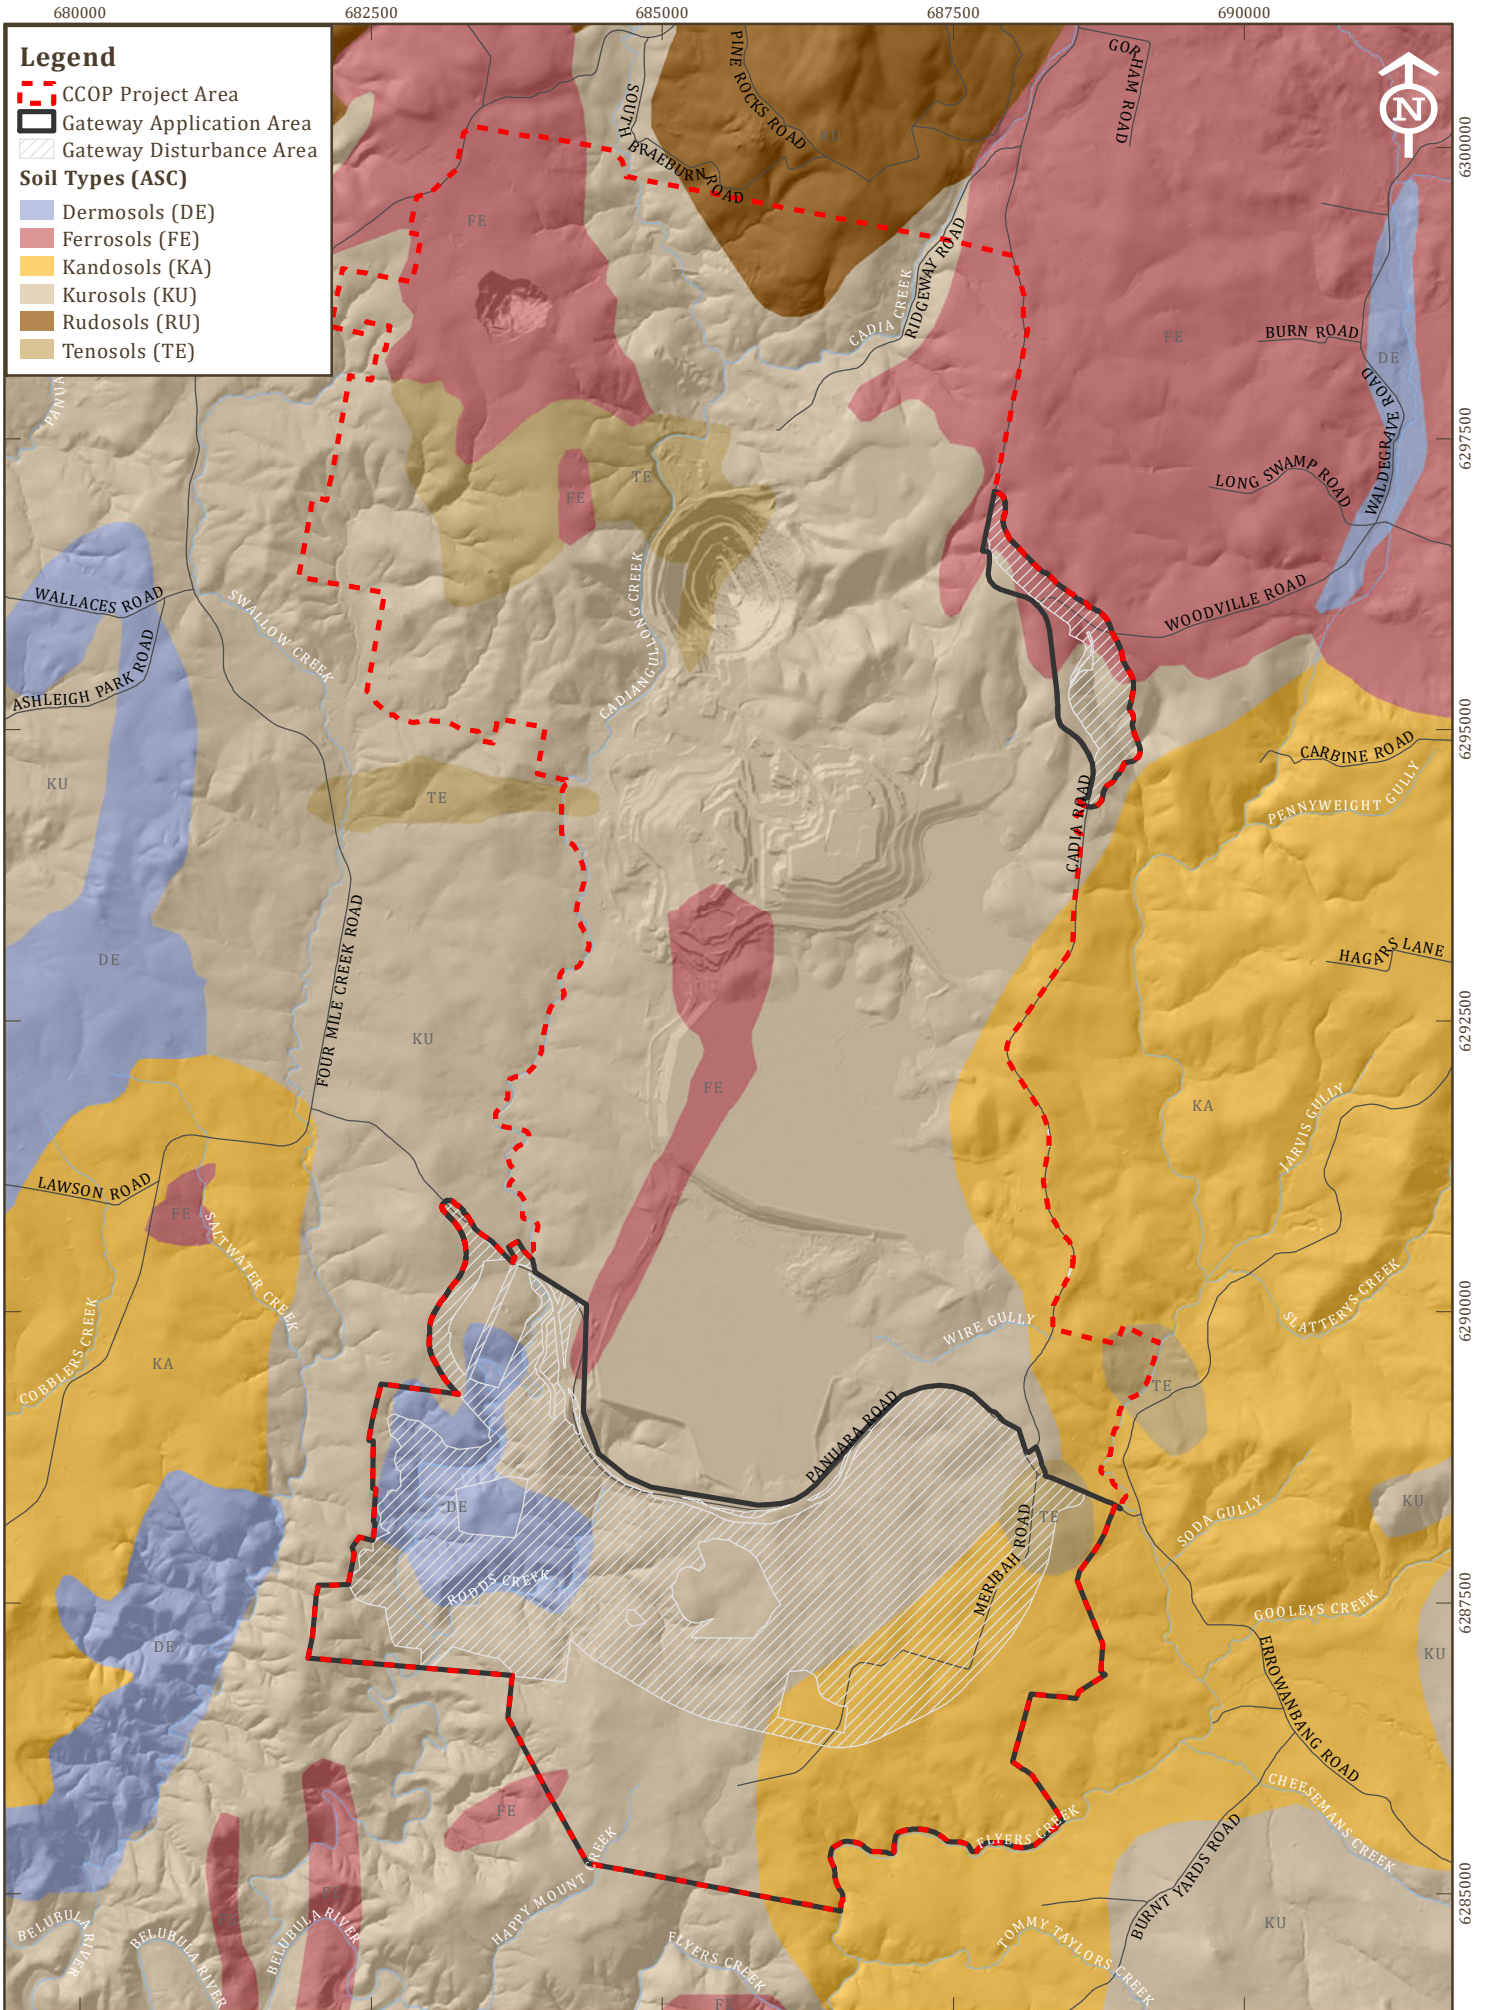 680000
682500
685000
687500
690000
Legend
CCOP Project Area
Gateway Application Area
Gateway Disturbance Area
Soil Types (ASC)
Dermosols (DE)
Ferrosols (FE)
Kandosols (KA)
Kurosols (KU)
Rudosols (RU)
Tenosols (TE)
N
6300000
6297500
6295000
6292500
6290000
6287500
6285000
SOUTH
PINE ROCKS ROAD
GORHAM ROAD
BRAEBURN ROAD
RIDGEWAY ROAD
CADIA CREEK
BURN ROAD
WALDEGRAVE ROAD
LONG SWAMP ROAD
WOODVILLE ROAD
PANUA
WALLACES ROAD
ASHLEIGH PARK ROAD
SWALLOW CREEK
CADIANGULLONG CREEK
CARBINE ROAD
PENNYWEIGHT GULLY
CADIA ROAD
FOUR MILE CREEK ROAD
HAGARS LANE
JARVIS GULLY
LAWSON ROAD
SALTWATER CREEK
COBBLERS CREEK
SLATTERYS CREEK
WIRE GULLY
PANUARA ROAD
MERIBAH ROAD
SODA GULLY
RODDS CREEK
GOOLEYS CREEK
ERROWANBANG ROAD
CHEESEMANS CREEK
FLYERS CREEK
BURNT YARDS ROAD
HAPPY MOUNT CREEK
TOMMY TAYLORS CREEK
FLYERS CREEK
BELUBULA RIVER
BELUBULA RIVER
BELUBULA RIVER
KU
FE
FE
DE
TE
FE
KU
TE
DE
KU
FE
KA
FE
KA
TE
DE
TE
KU
DE
KU
FE
FE
FE
KU
FE